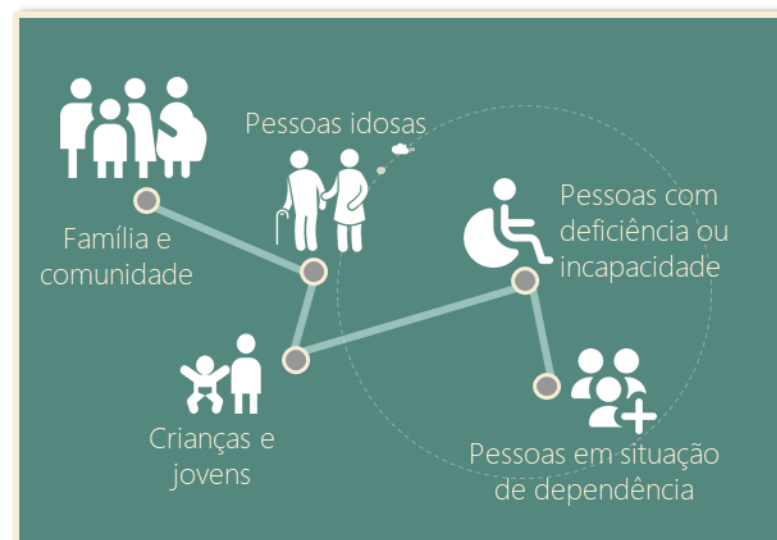 Família e
comunidade
Pessoas idosas
Crianças e
jovens
Pessoas com
deficiência ou
incapacidade
Pessoas em situação
de dependência